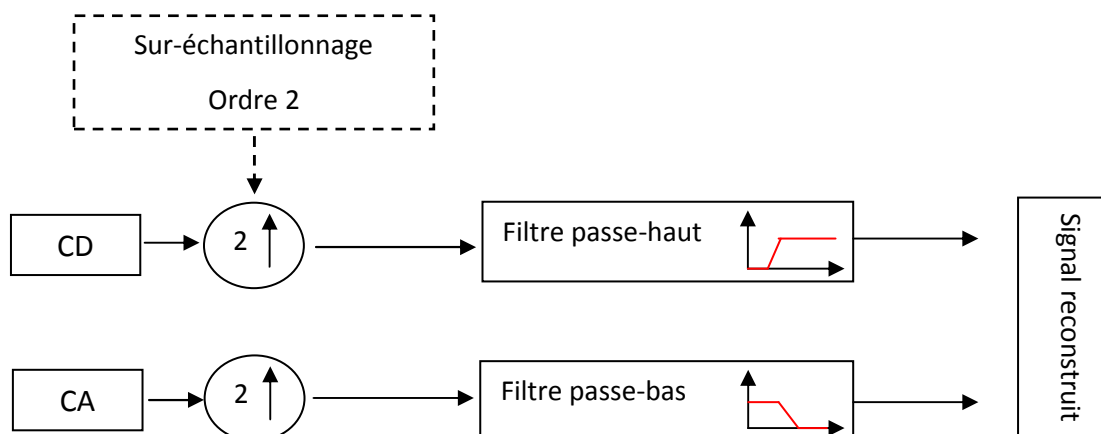 Sur-échantillonnage
Ordre 2
CD
2
Filtre passe-haut
Signal reconstruit
CA
2
Filtre passe-bas